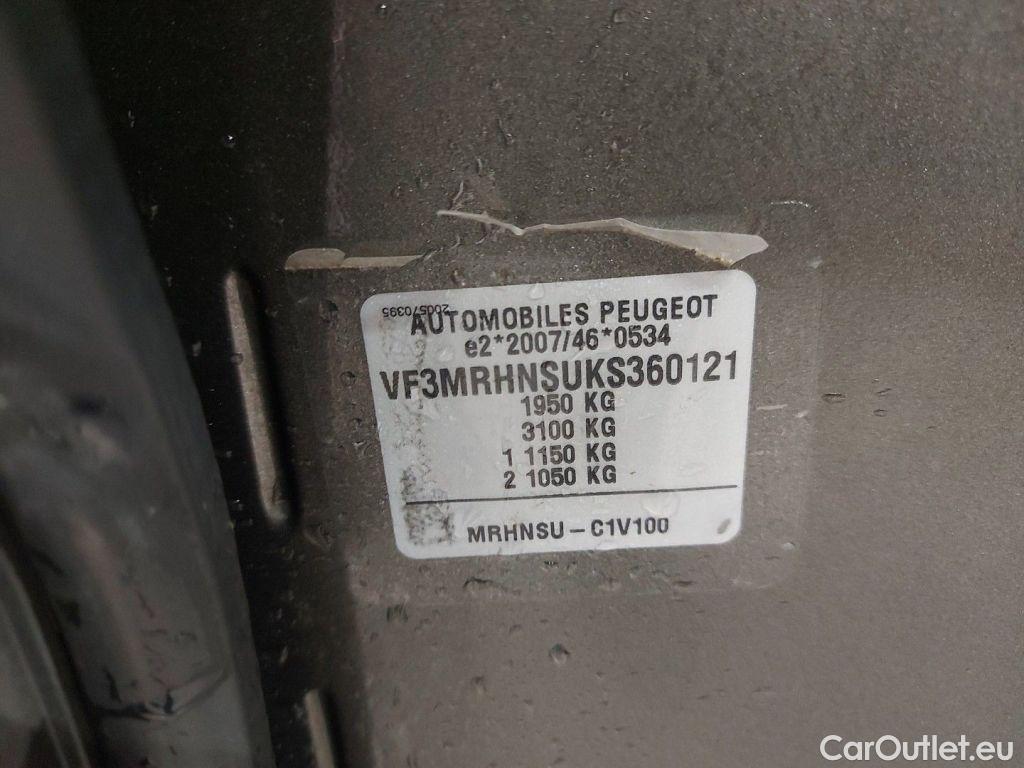 200570395
AUTOMOBILES PEUGEOT
e2*2007/46*0534
VF3MRHNSUKS360121
1950 KG
3100 KG
1 1150 KG
2 1050 KG
MRHNSU – C1V100
CarOutlet.eu